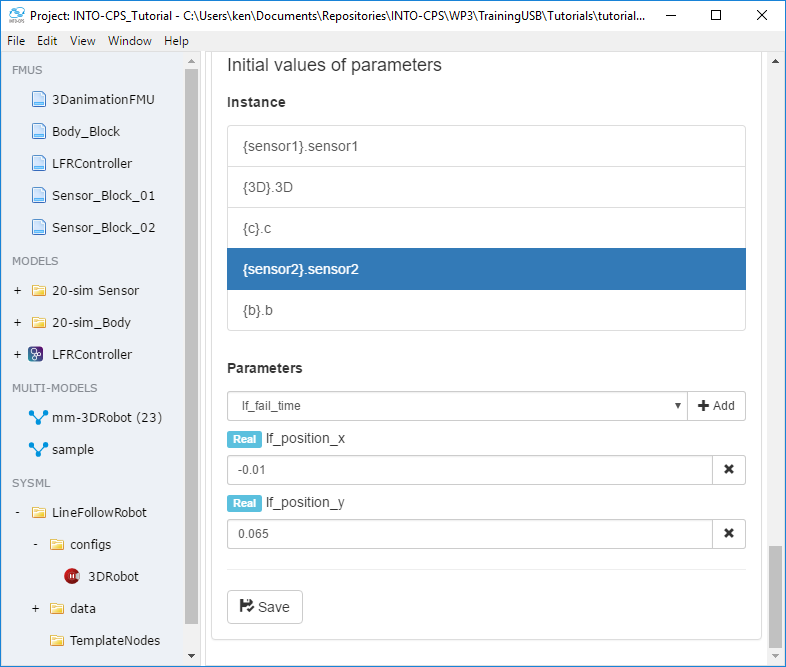 Project: INTO-CPS_Tutorial - C:\Users\ken\Documents\Repositories\INTO-CPS\WP3\TrainingUSB\Tutorials\tutorial...
File Edit View Window Help
FMUS
3DanimationFMU
Body_Block
LFRController
Sensor_Block_01
Sensor_Block_02
MODELS
+ 20-sim Sensor
+ 20-sim_Body
+ LFRController
MULTI-MODELS
mm-3DRobot (23)
sample
SYSML
- LineFollowRobot
- configs
3DRobot
+ data
TemplateNodes
Initial values of parameters
Instance
{sensor1}.sensor1
{3D}.3D
{c}.c
{sensor2}.sensor2
{b}.b
Parameters
lf_fail_time
Add
Real lf_position_x
-0.01
Real lf_position_y
0.065
Save